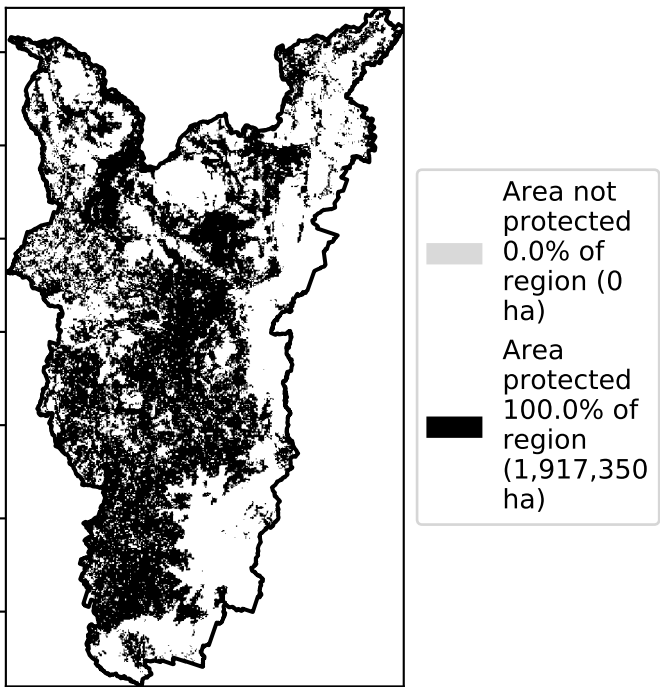 Area not
protected
0.0% of
region (0
ha)
Area
protected
100.0% of
region
(1,917,350
ha)